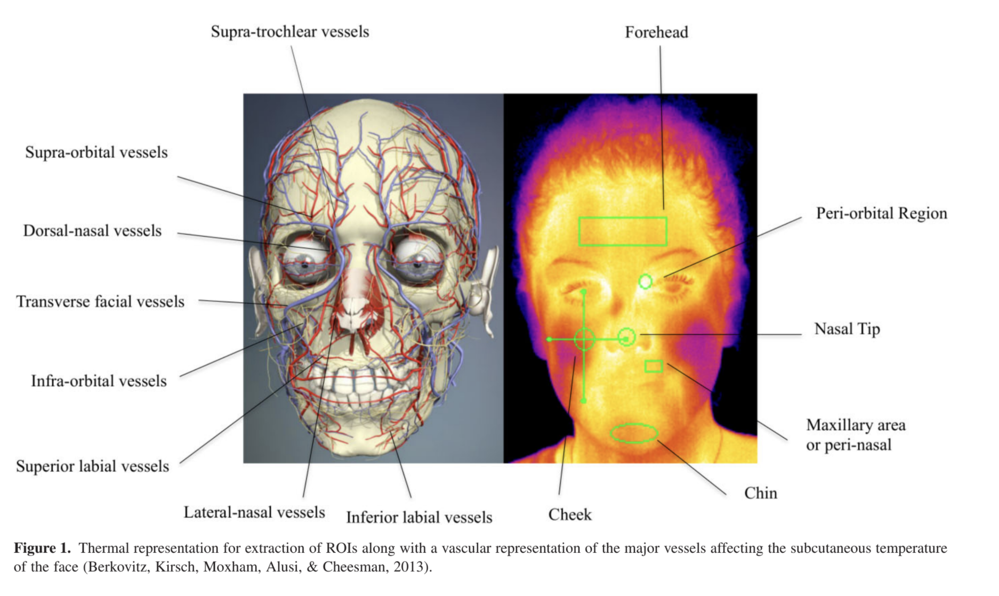 Supra-trochlear vessels
Forehead
Supra-orbital vessels
Peri-orbital Region
Dorsal-nasal vessels
Transverse facial vessels
Nasal Tip
Infra-orbital vessels
Maxillary area
or peri-nasal
Superior labial vessels
Chin
Lateral-nasal vessels
Inferior labial vessels
Cheek
Figure 1. Thermal representation for extraction of ROIs along with a vascular representation of the major vessels affecting the subcutaneous temperature
of the face (Berkovitz, Kirsch, Moxham, Alusi, & Cheesman, 2013).